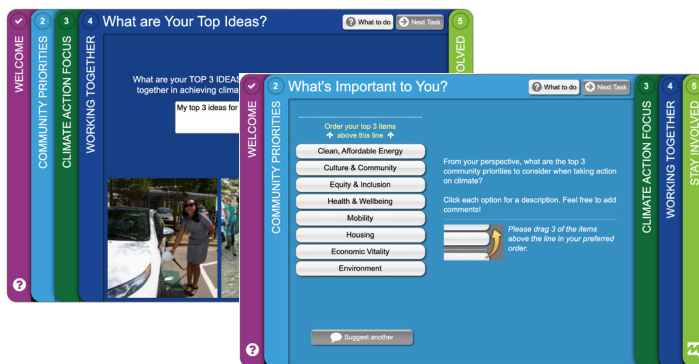 WELCOME
2
COMMUNITY PRIORITIES
3
CLIMATE ACTION FOCUS
4
WORKING TOGETHER
What are Your Top Ideas?
? What to do
Next Task
5
OLVED
What are your TOP 3 IDEAS
together in achieving clima
My top 3 ideas for
?
WELCOME
?
2
COMMUNITY PRIORITIES
What's Important to You?
? What to do
Next Task
Order your top 3 items
above this line
Clean, Affordable Energy
Culture & Community
Equity & Inclusion
Health & Wellbeing
Mobility
Housing
Economic Vitality
Environment
Suggest another
From your perspective, what are the top 3
community priorities to consider when taking action
on climate?
Click each option for a description. Feel free to add
comments!
Please drag 3 of the items
above the line in your preferred
order.
3
CLIMATE ACTION FOCUS
4
WORKING TOGETHER
5
STAY INVOLVED